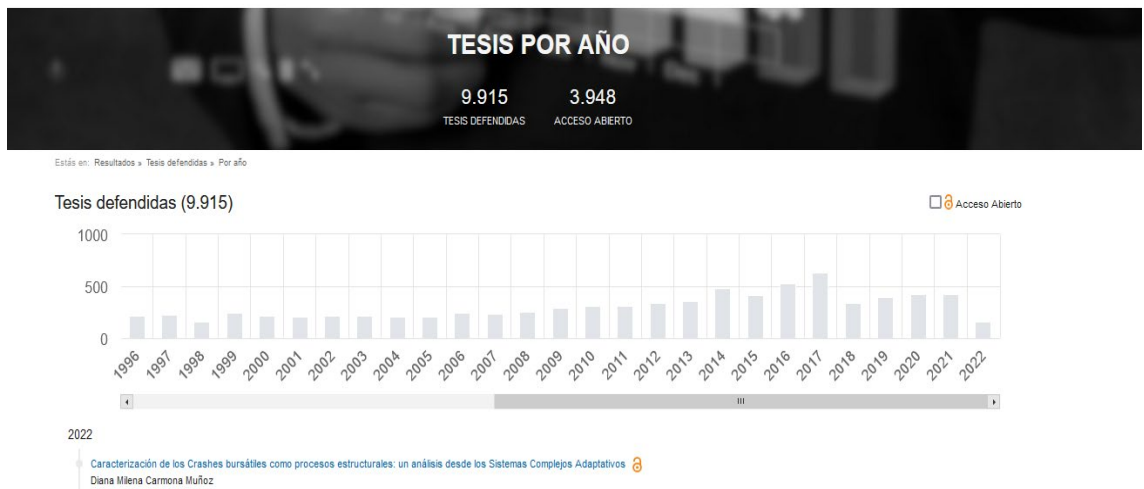 TESIS POR AÑO
9.915 3.948
TESIS DEFENDIDAS ACCESO ABIERTO
Estás en: Resultados » Tesis defendidas » Por año
Tesis defendidas (9.915)
Acceso Abierto
1000
500
0
1996 1997 1998 1999 2000 2001 2002 2003 2004 2005 2006 2007 2008 2009 2010 2011 2012 2013 2014 2015 2016 2017 2018 2019 2020 2021 2022
2022
Caracterización de los Crashes bursátiles como procesos estructurales: un análisis desde los Sistemas Complejos Adaptativos
Diana Milena Carmona Muñoz